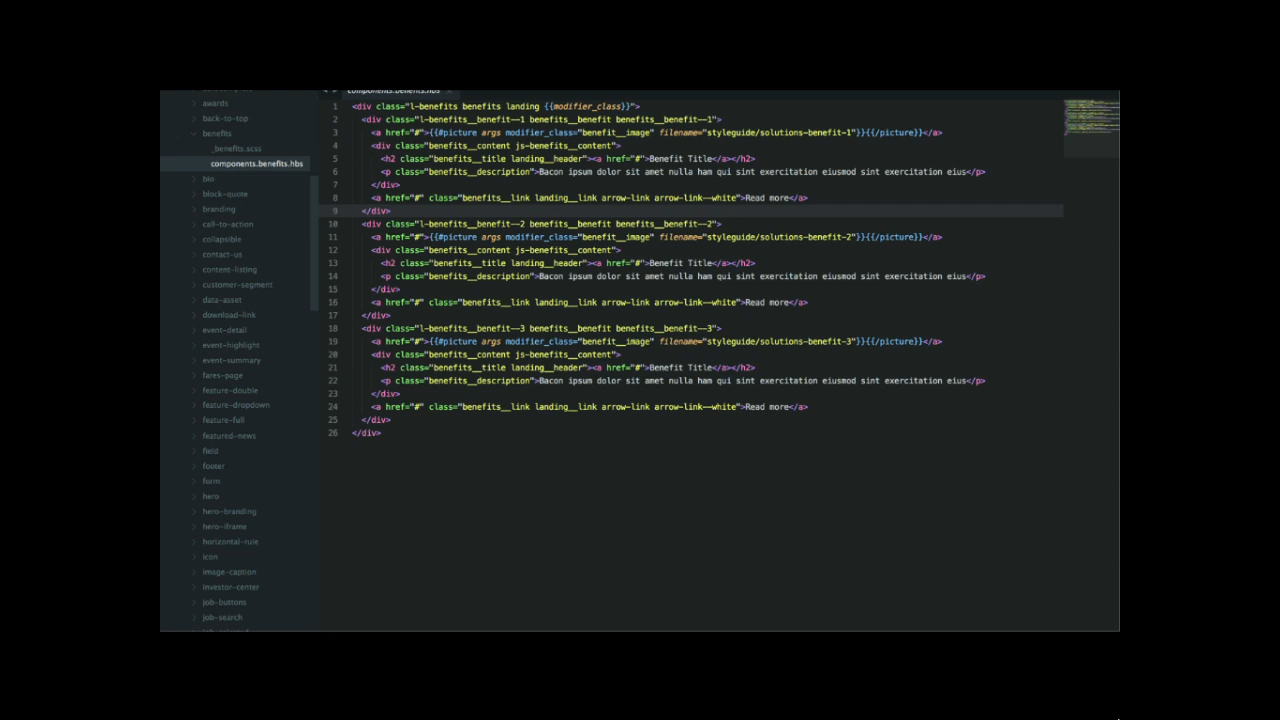 components.benefits.hbs
awards
back-to-top
benefits
_benefits.scss
components.benefits.hbs
bio
block-quote
branding
call-to-action
collapsible
contact-us
content-listing
customer-segment
data-asset
download-link
event-detail
event-highlight
event-summary
fares-page
feature-double
feature-dropdown
feature-full
featured-news
field
footer
form
hero
hero-branding
hero-iframe
horizontal-rule
icon
image-caption
investor-center
job-buttons
job-search
1 <div class="l-benefits benefits landing {{modifier_class}}">
2 <div class="l-benefits__benefit--1 benefits__benefit benefits__benefit--1">
3 <a href="#">{{#picture args modifier_class="benefit__image" filename="styleguide/solutions-benefit-1"}}{{/picture}}</a>
4 <div class="benefits__content js-benefits__content">
5 <h2 class="benefits__title landing__header"><a href="#">Benefit Title</a></h2>
6 <p class="benefits__description">Bacon ipsum dolor sit amet nulla ham qui sint exercitation eiusmod sint exercitation eius</p>
7 </div>
8 <a href="#" class="benefits__link landing__link arrow-link arrow-link--white">Read more</a>
9 </div>
10 <div class="l-benefits__benefit--2 benefits__benefit benefits__benefit--2">
11 <a href="#">{{#picture args modifier_class="benefit__image" filename="styleguide/solutions-benefit-2"}}{{/picture}}</a>
12 <div class="benefits__content js-benefits__content">
13 <h2 class="benefits__title landing__header"><a href="#">Benefit Title</a></h2>
14 <p class="benefits__description">Bacon ipsum dolor sit amet nulla ham qui sint exercitation eiusmod sint exercitation eius</p>
15 </div>
16 <a href="#" class="benefits__link landing__link arrow-link arrow-link--white">Read more</a>
17 </div>
18 <div class="l-benefits__benefit--3 benefits__benefit benefits__benefit--3">
19 <a href="#">{{#picture args modifier_class="benefit__image" filename="styleguide/solutions-benefit-3"}}{{/picture}}</a>
20 <div class="benefits__content js-benefits__content">
21 <h2 class="benefits__title landing__header"><a href="#">Benefit Title</a></h2>
22 <p class="benefits__description">Bacon ipsum dolor sit amet nulla ham qui sint exercitation eiusmod sint exercitation eius</p>
23 </div>
24 <a href="#" class="benefits__link landing__link arrow-link arrow-link--white">Read more</a>
25 </div>
26 </div>